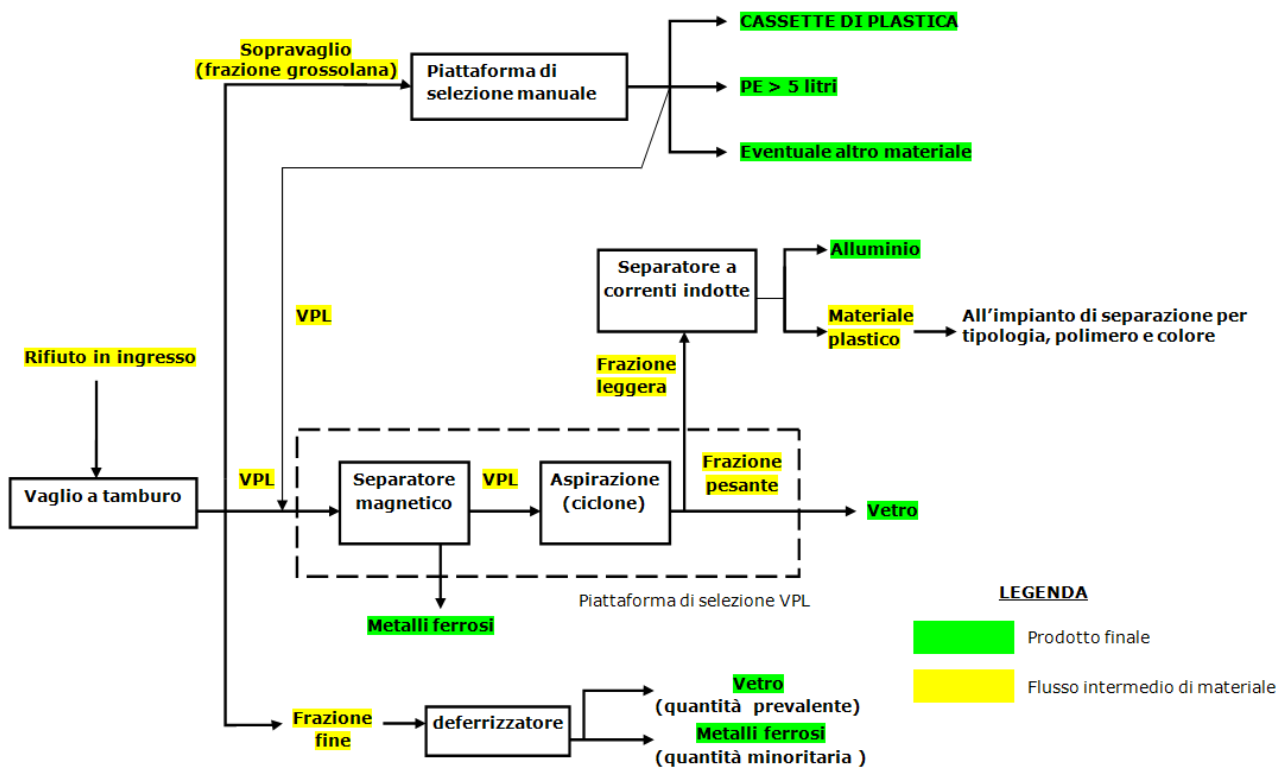 CASSETTE DI PLASTICA
Sopravaglio
(frazione grossolana)
Piattaforma di
selezione manuale
PE > 5 litri
Eventuale altro materiale
Alluminio
Separatore a
correnti indotte
VPL
Materiale
plastico
All'impianto di separazione per
tipologia, polimero e colore
Rifiuto in ingresso
Frazione
leggera
Vaglio a tamburo
VPL
Separatore
magnetico
VPL
Aspirazione
(ciclone)
Frazione
pesante
Vetro
Piattaforma di selezione VPL
Metalli ferrosi
LEGENDA
Prodotto finale
Flusso intermedio di materiale
Frazione
fine
deferrizzatore
Vetro
(quantità prevalente)
Metalli ferrosi
(quantità minoritaria )